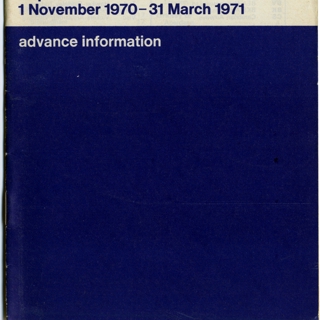 1 November 1970–31 March 1971
advance information